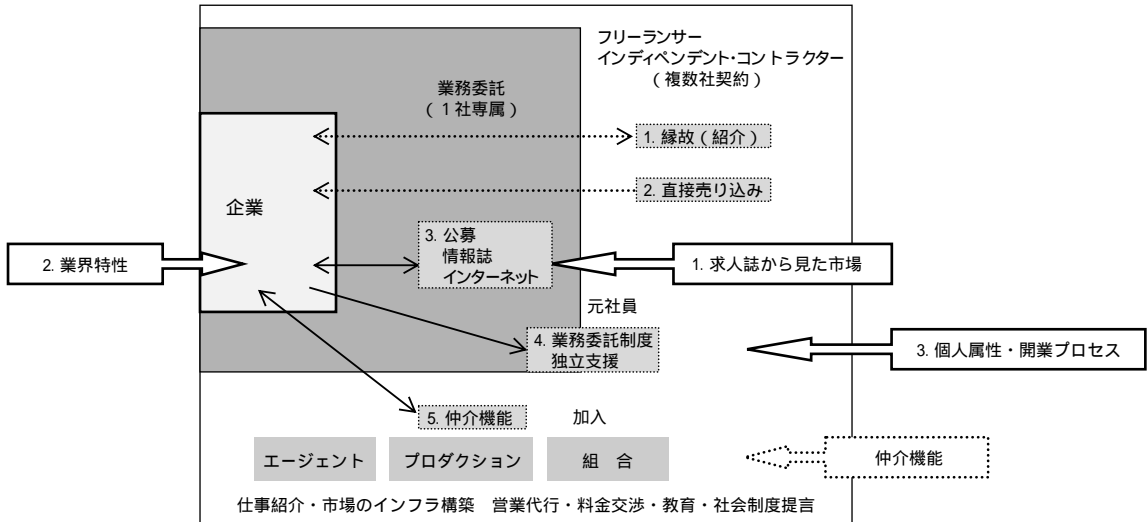 フリーランサー
インディペンデント・コントラクター
（複数社契約）
業務委託
（１社専属）
1. 縁故（紹介）
2. 直接売り込み
企業
3. 公募
情報誌
インターネット
2. 業界特性
1. 求人誌から見た市場
元社員
4. 業務委託制度
独立支援
3. 個人属性・開業プロセス
5. 仲介機能
加入
エージェント
プロダクション
組　合
仲介機能
仕事紹介・市場のインフラ構築　営業代行・料金交渉・教育・社会制度提言